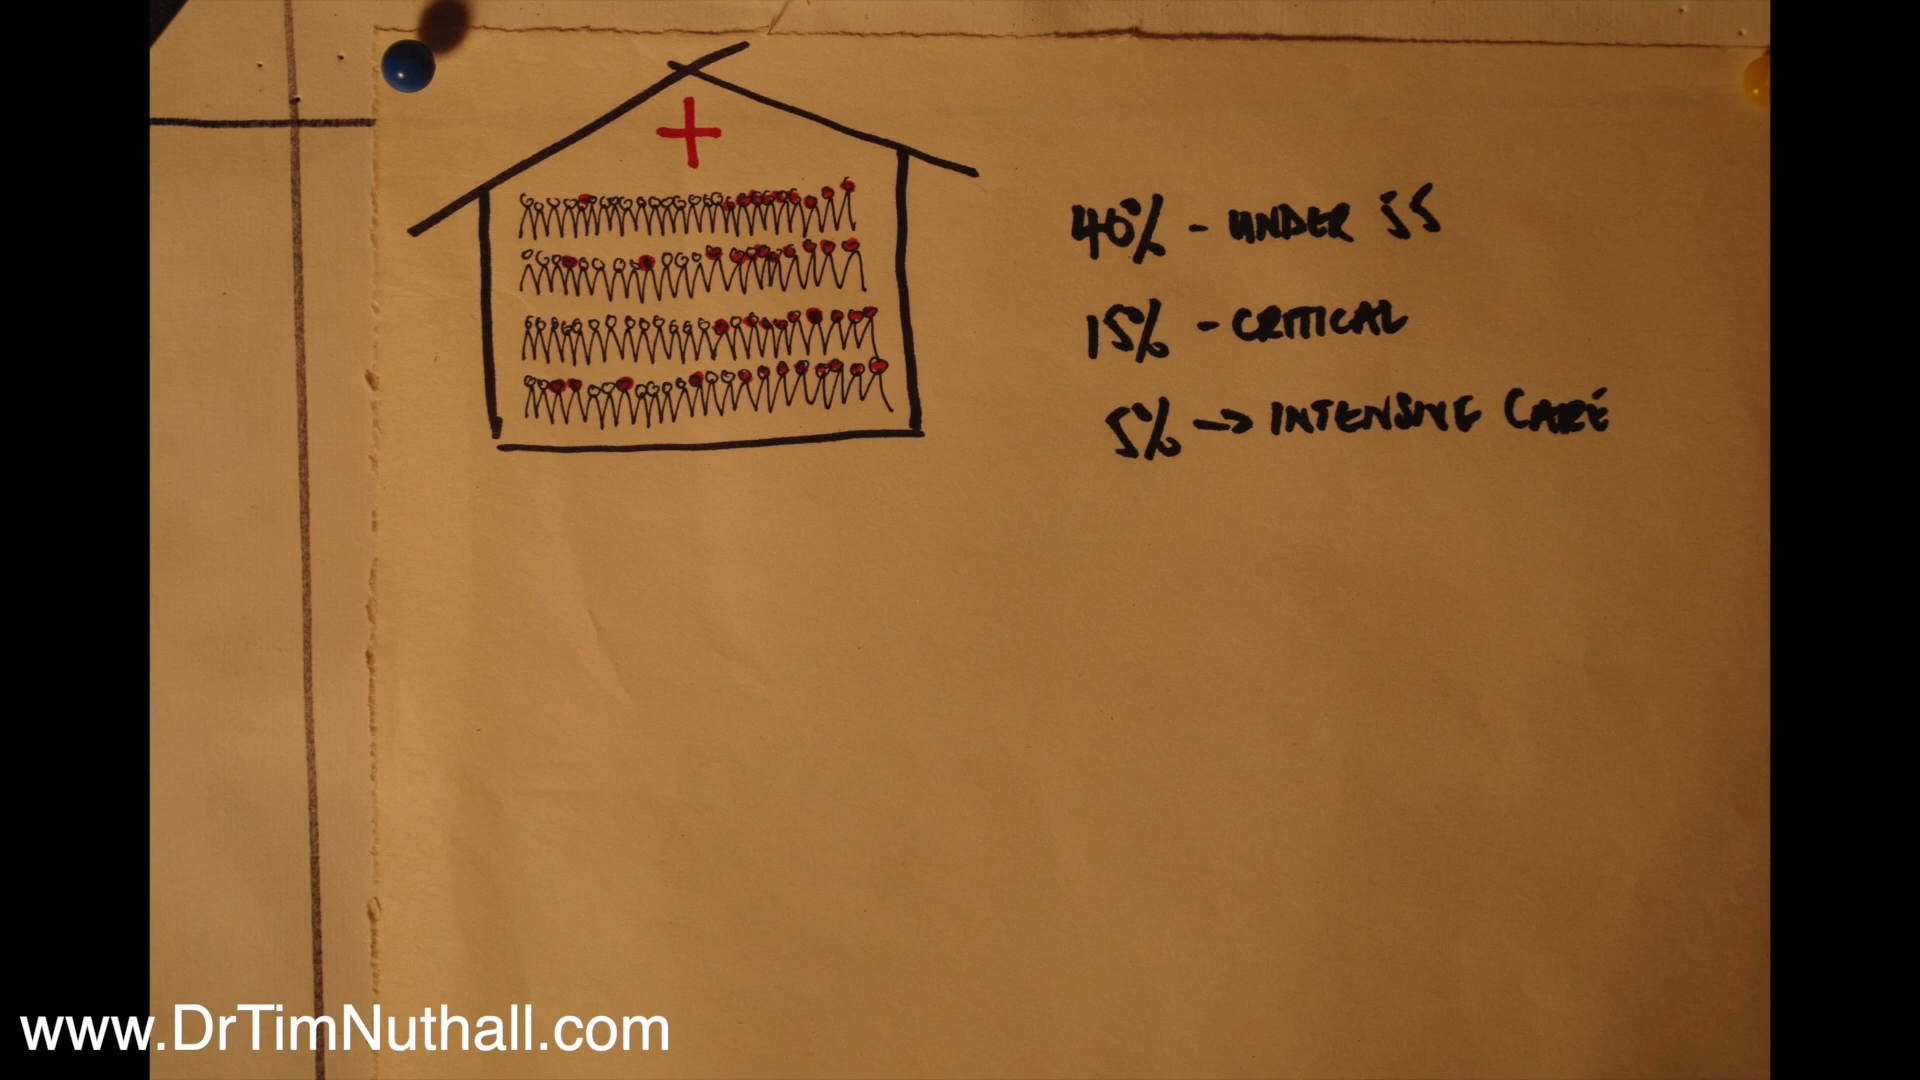 40% - UNDER 55
15% - CRITICAL
5% → INTENSIVE CARE
www.DrTimNuthall.com